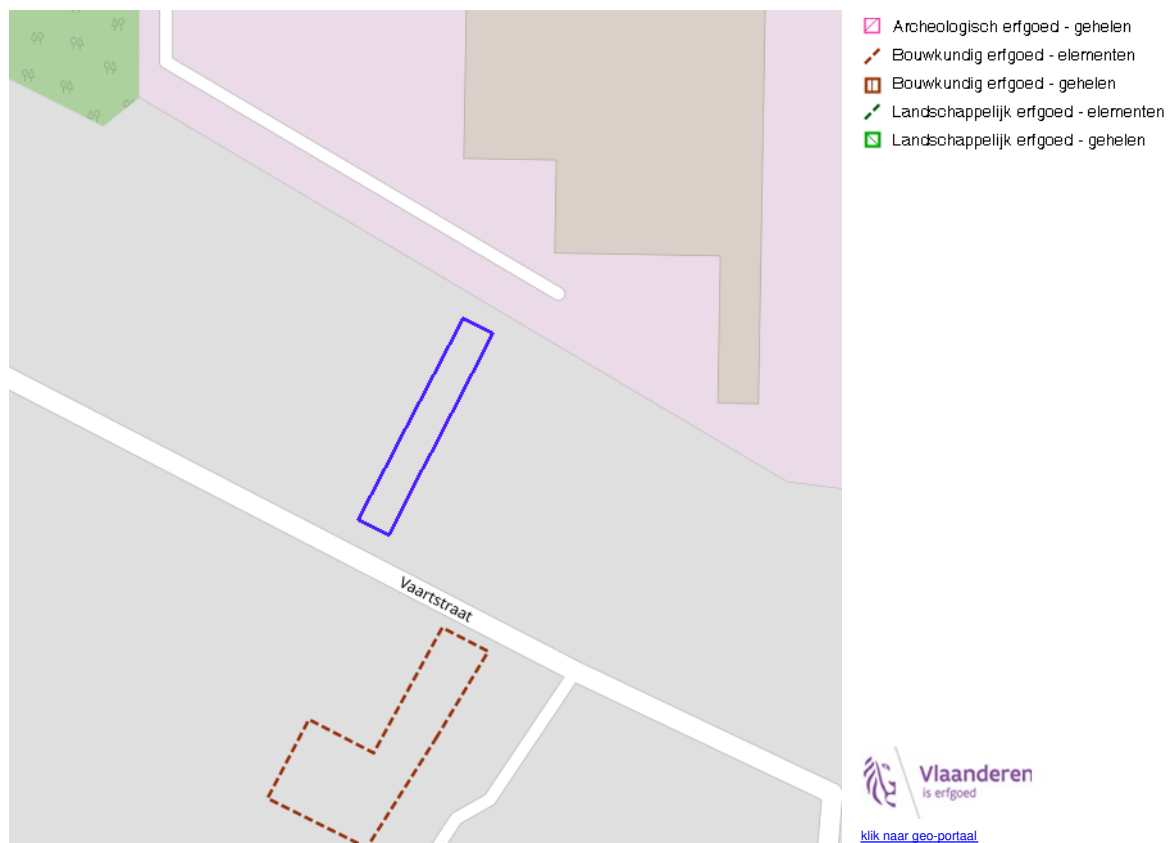 Archeologisch erfgoed - gehelen
Bouwkundig erfgoed - elementen
Bouwkundig erfgoed - gehelen
Landschappelijk erfgoed - elementen
Landschappelijk erfgoed - gehelen
Vaartstraat
Vlaanderen
is erfgoed
klik naar geo-portaal